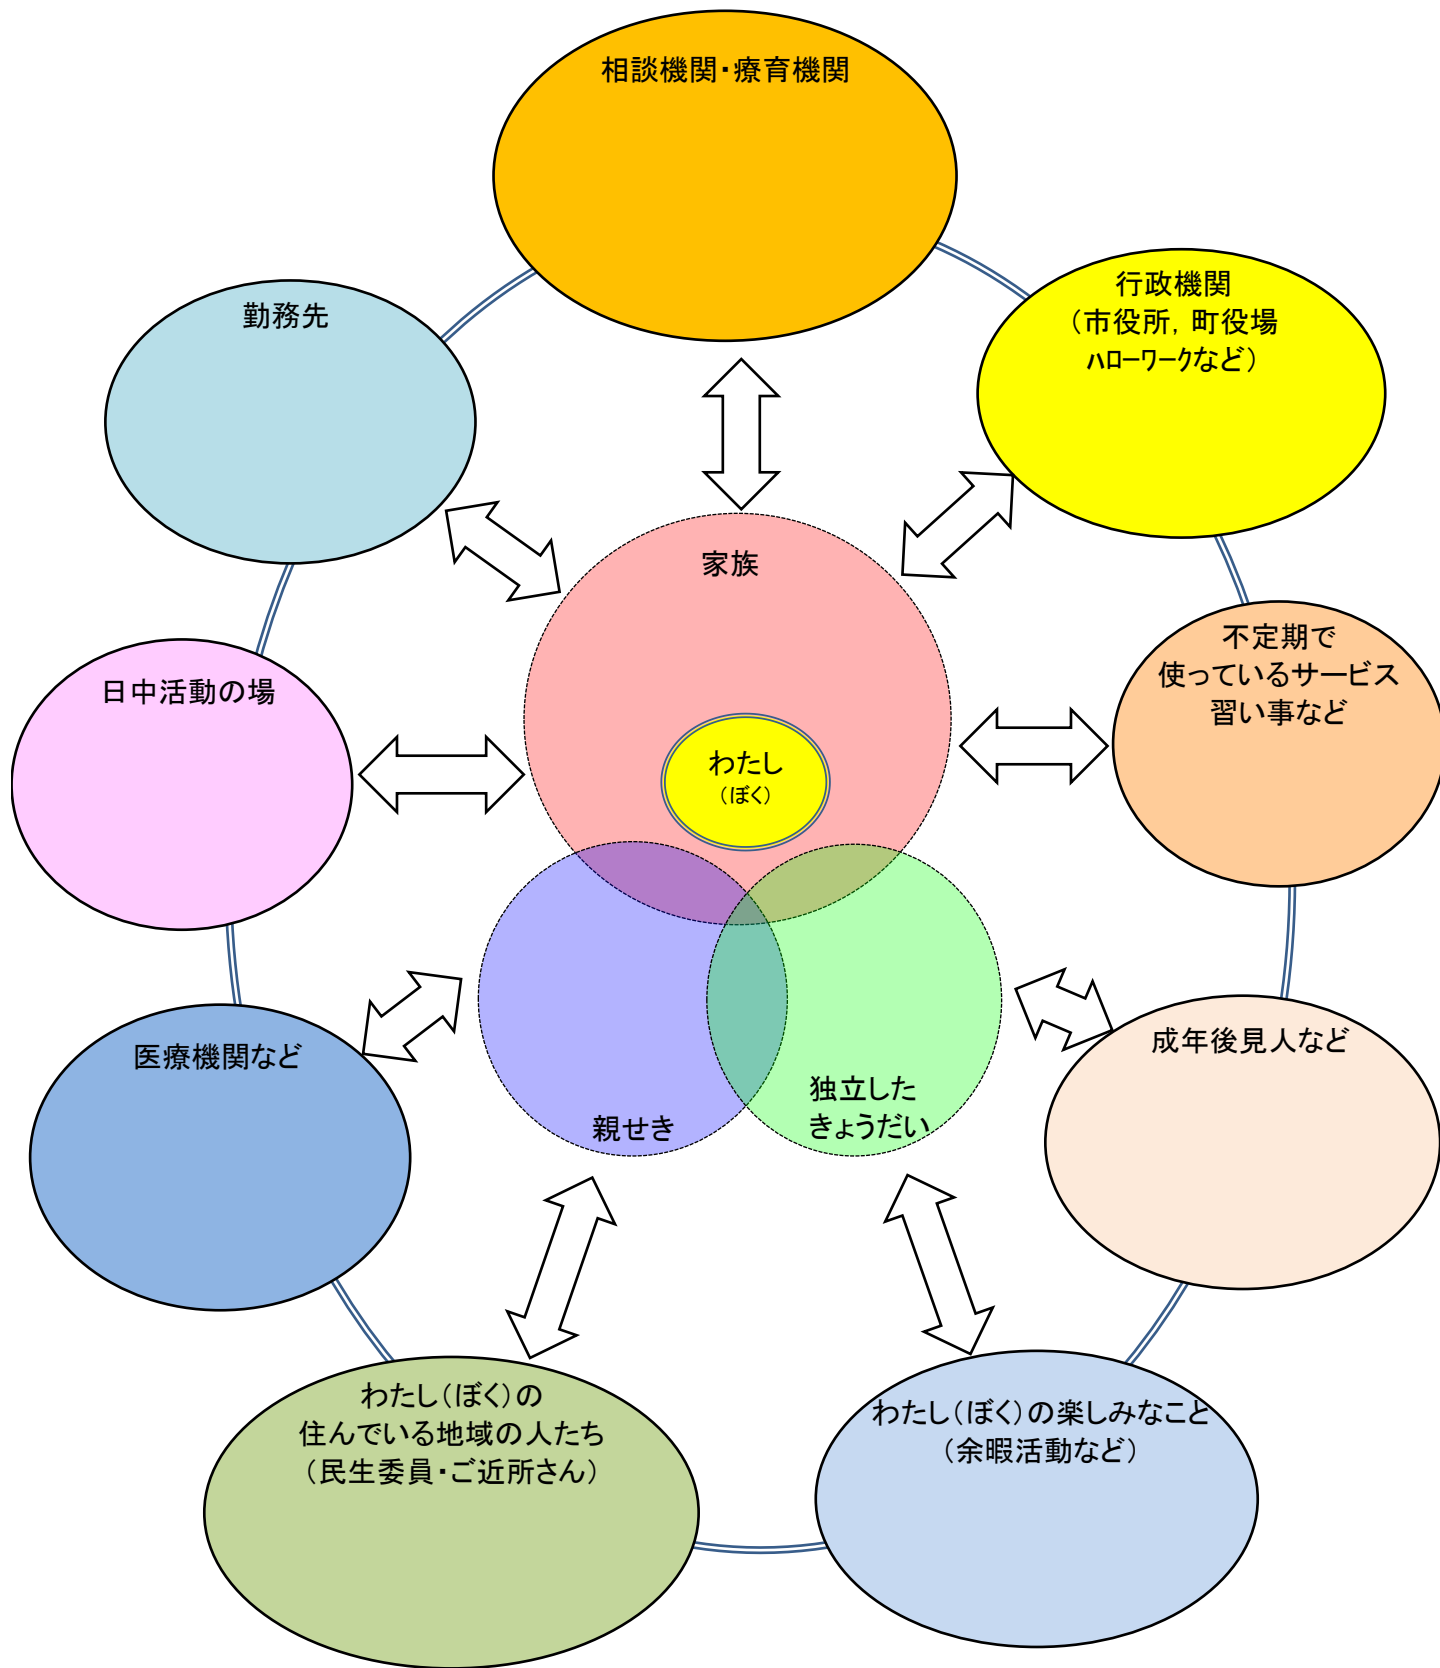 相談機関・療育機関
行政機関
（市役所，町役場
ﾊﾛｰﾜｰｸなど）
勤務先
家族
不定期で
使っているサービス
習い事など
日中活動の場
わたし
（ぼく）
成年後見人など
医療機関など
独立した
きょうだい
親せき
わたし（ぼく）の
住んでいる地域の人たち
（民生委員・ご近所さん）
わたし（ぼく）の楽しみなこと
（余暇活動など）